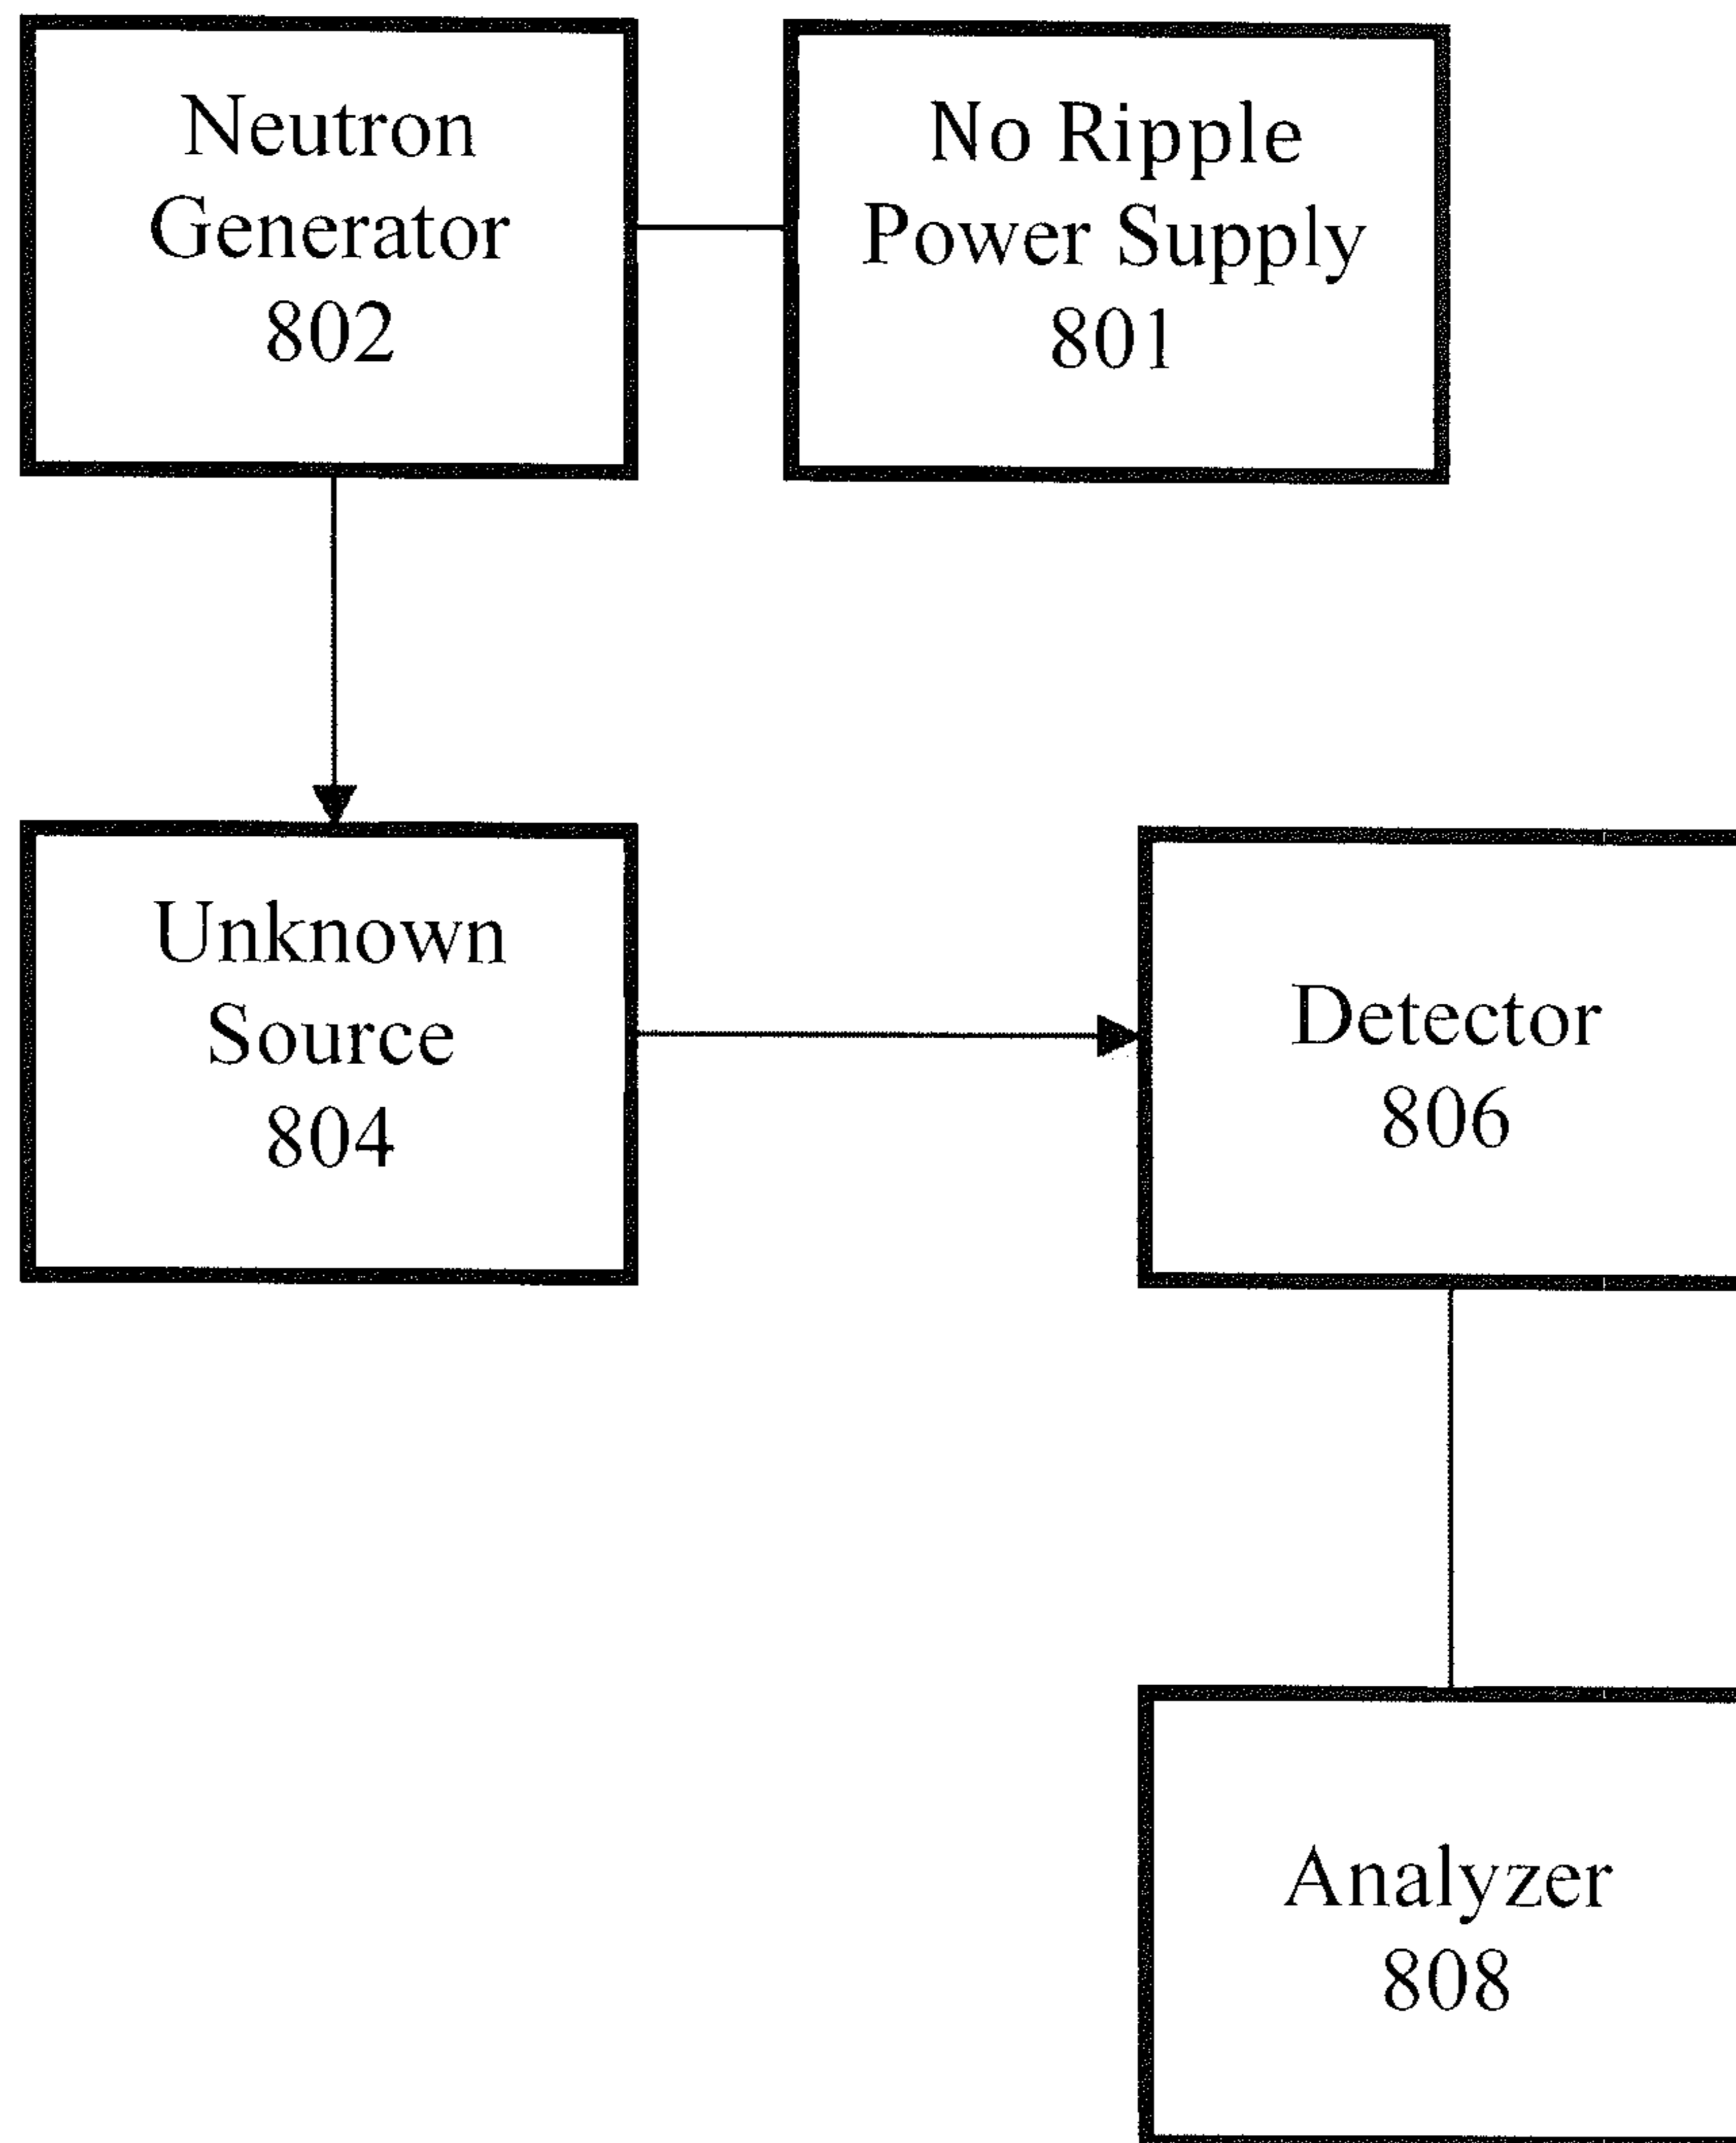 Neutron
Generator
802
No Ripple
Power Supply
801
Unknown
Source
804
Detector
806
Analyzer
808